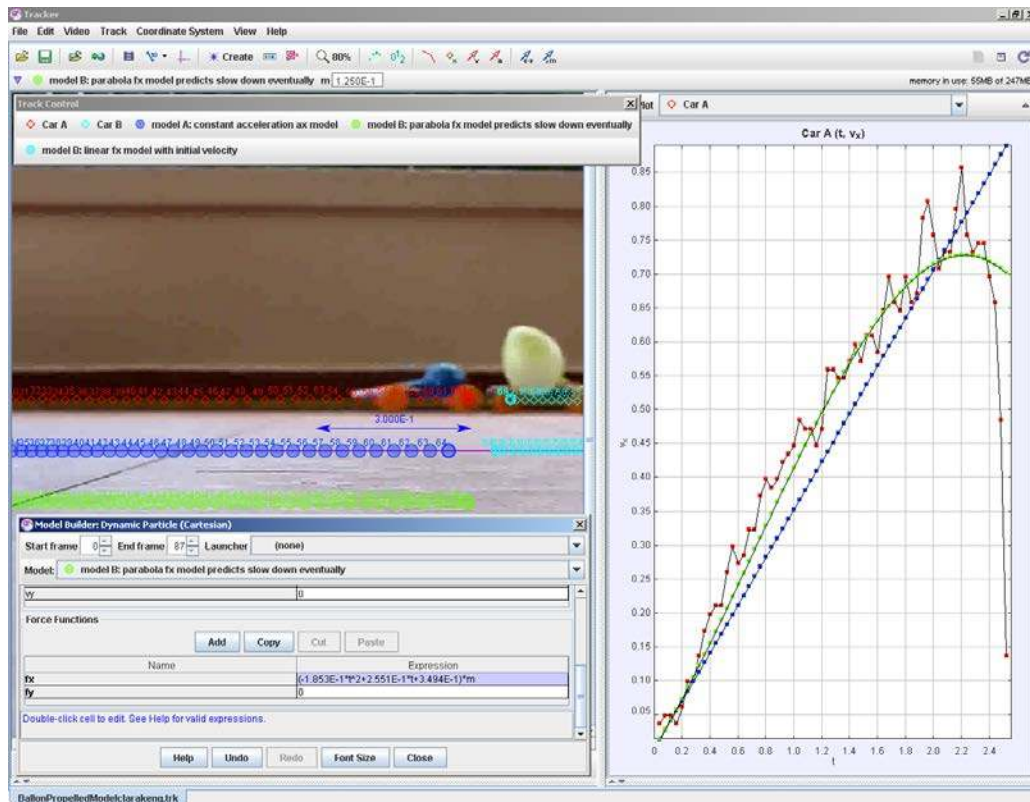 Tracker
File Edit Video Track Coordinate System View Help
Create 80%
model B: parabola fx model predicts slow down eventually m 1.250E-1
memory in use: 55MB of 247MB
Track Control
Car A Car B model A: constant acceleration ax model model B: parabola fx model predicts slow down eventually
model B: linear fx model with initial velocity
Plot Car A
Car A (t, vx)
0.85
0.80
0.75
0.70
0.65
0.60
0.55
0.50
0.45
0.40
0.35
0.30
0.25
0.20
0.15
0.10
0.05
vx
0 0.2 0.4 0.6 0.8 1.0 1.2 1.4 1.6 1.8 2.0 2.2 2.4
t
3.000E-1
Model Builder: Dynamic Particle (Cartesian)
Start frame 0 End frame 87 Launcher (none)
Model: model B: parabola fx model predicts slow down eventually
vy 0
Force Functions
Add Copy Cut Paste
Name Expression
fx (-1.853E-1*t^2+2.551E-1*t+3.494E-1)*m
fy 0
Double-click cell to edit. See Help for valid expressions.
Help Undo Redo Font Size Close
BallonPropelledModelclarakeng.trk